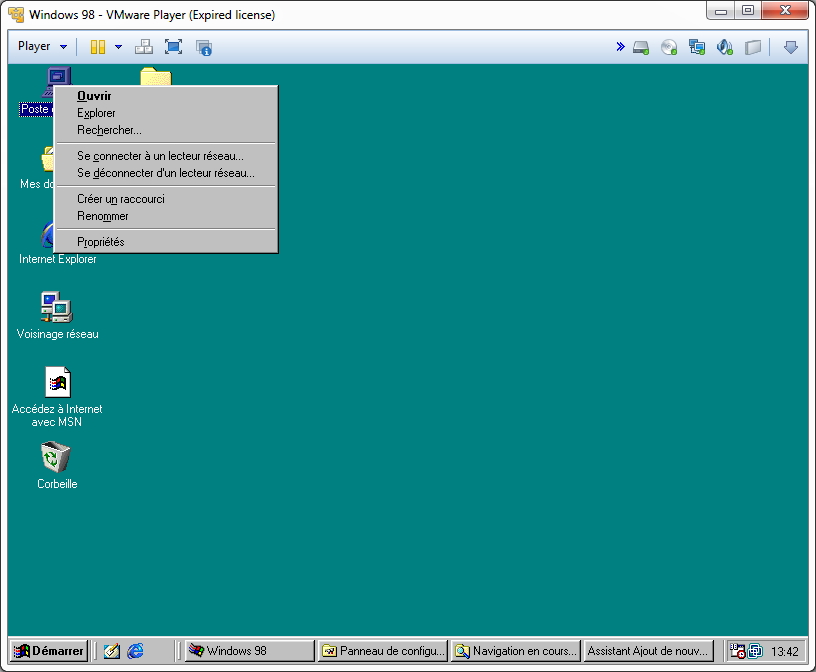 Windows 98 - VMware Player (Expired license)
Player
Poste
Ouvrir
Explorer
Rechercher...
Se connecter à un lecteur réseau...
Se déconnecter d'un lecteur réseau...
Créer un raccourci
Renommer
Propriétés
Mes do
Internet Explorer
Voisinage réseau
Accédez à Internet
avec MSN
Corbeille
Démarrer
Windows 98
Panneau de configu...
Navigation en cours...
Assistant Ajout de nouv...
13:42